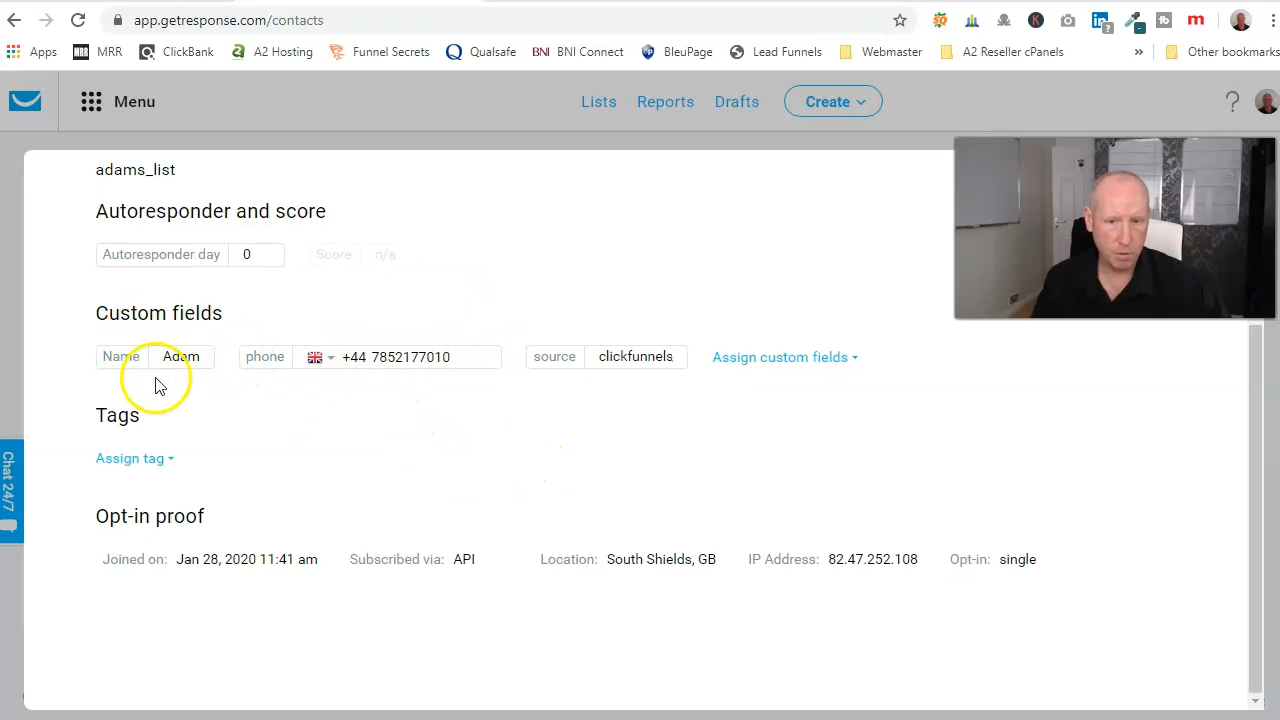 app.getresponse.com/contacts
Apps MRR ClickBank A2 Hosting Funnel Secrets Qualsafe BNI BNI Connect BleuPage Lead Funnels Webmaster A2 Reseller cPanels » Other bookmarks
Menu Lists Reports Drafts Create ?
adams_list
Autoresponder and score
Autoresponder day 0 Score n/a
Custom fields
Name Adam phone +44 7852177010 source clickfunnels Assign custom fields
Tags
Assign tag
Chat 24/7
Opt-in proof
Joined on: Jan 28, 2020 11:41 am Subscribed via: API Location: South Shields, GB IP Address: 82.47.252.108 Opt-in: single